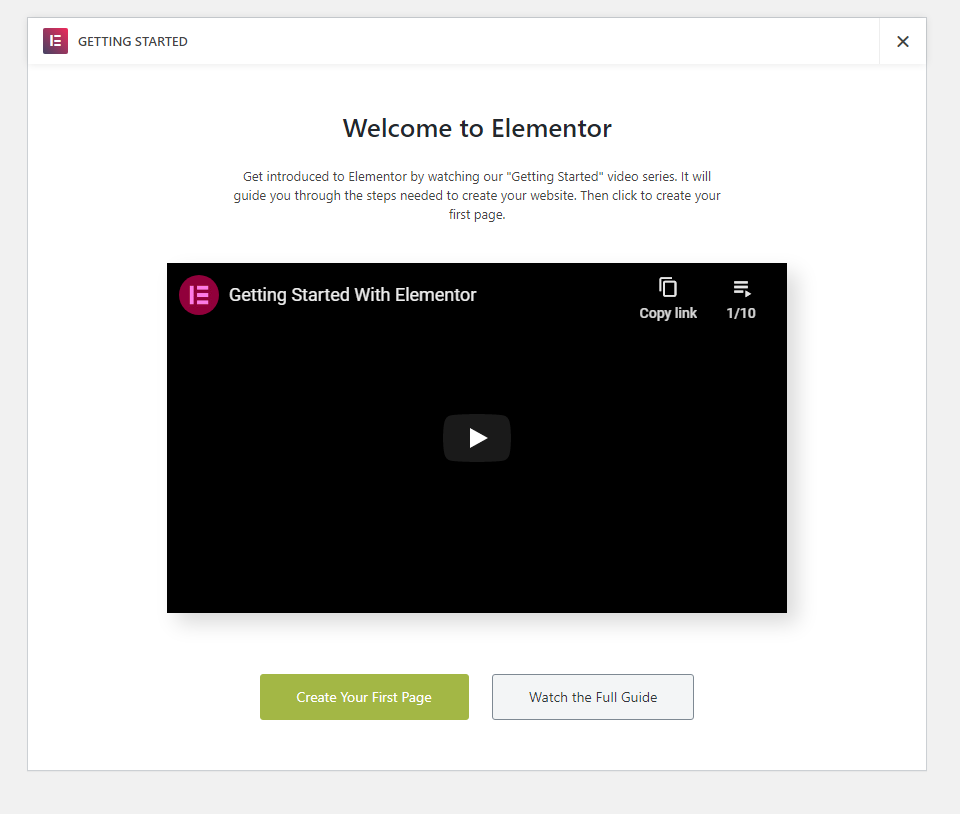 GETTING STARTED
Welcome to Elementor
Get introduced to Elementor by watching our "Getting Started" video series. It will
guide you through the steps needed to create your website. Then click to create your
first page.
Getting Started With Elementor
Copy link
1/10
Create Your First Page
Watch the Full Guide